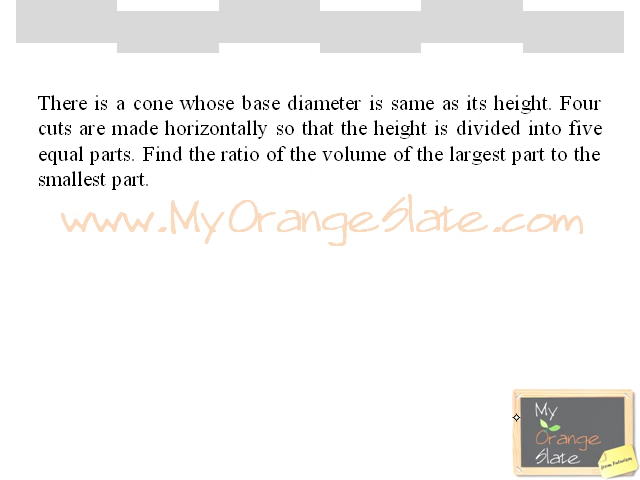 There is a cone whose base diameter is same as its height. Four
cuts are made horizontally so that the height is divided into five
equal parts. Find the ratio of the volume of the largest part to the
smallest part.
www.MyOrangeSlate.com
My
Orange
Slate
from Pulselum